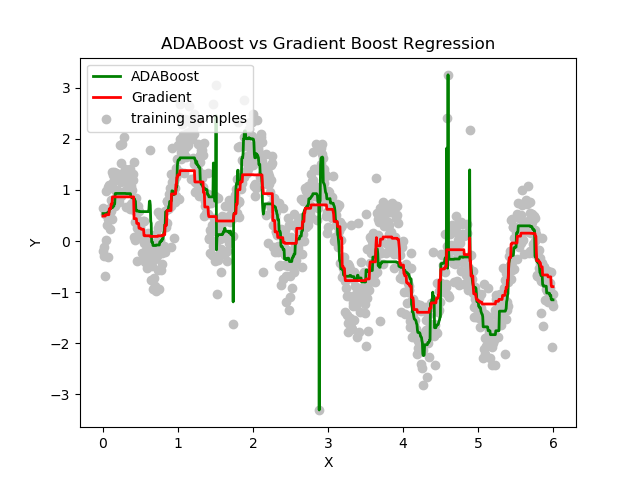 ADABoost vs Gradient Boost Regression
ADABoost
Gradient
training samples
3
2
1
0
−1
−2
−3
Y
0 1 2 3 4 5 6
X